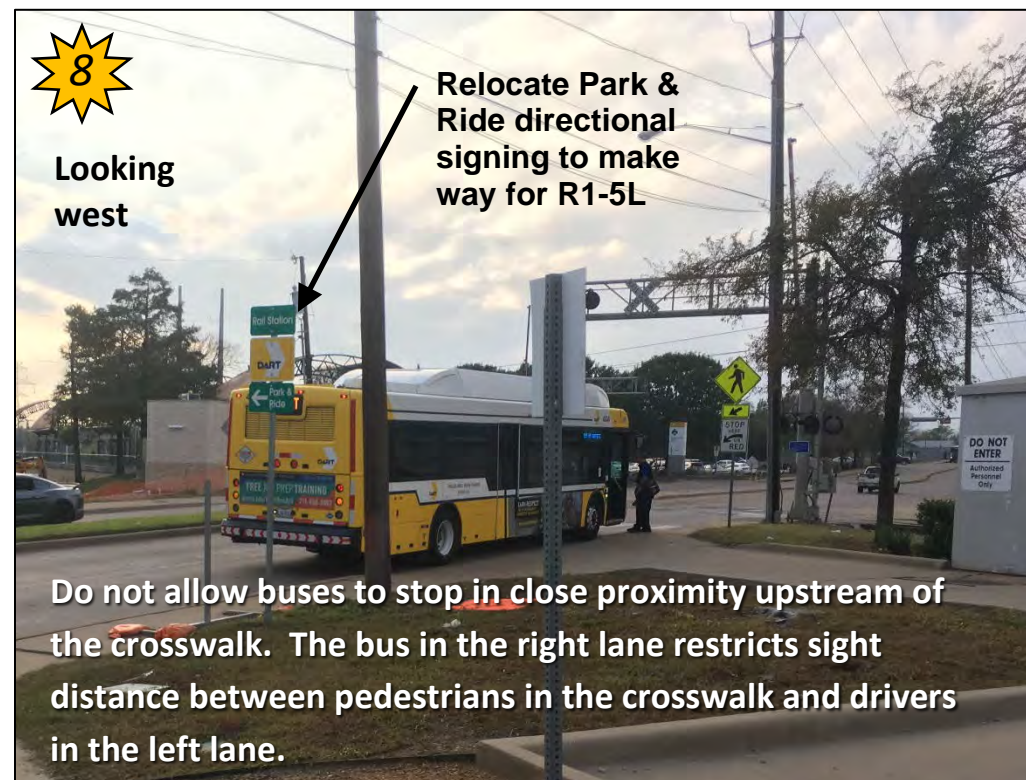 8
Relocate Park &
Ride directional
signing to make
way for R1-5L
Looking
west
Rail Station
DART
Park &
Ride
DART
STOP
HERE
RED
DO NOT
ENTER
Authorized
Personnel
Only
Do not allow buses to stop in close proximity upstream of
the crosswalk. The bus in the right lane restricts sight
distance between pedestrians in the crosswalk and drivers
in the left lane.